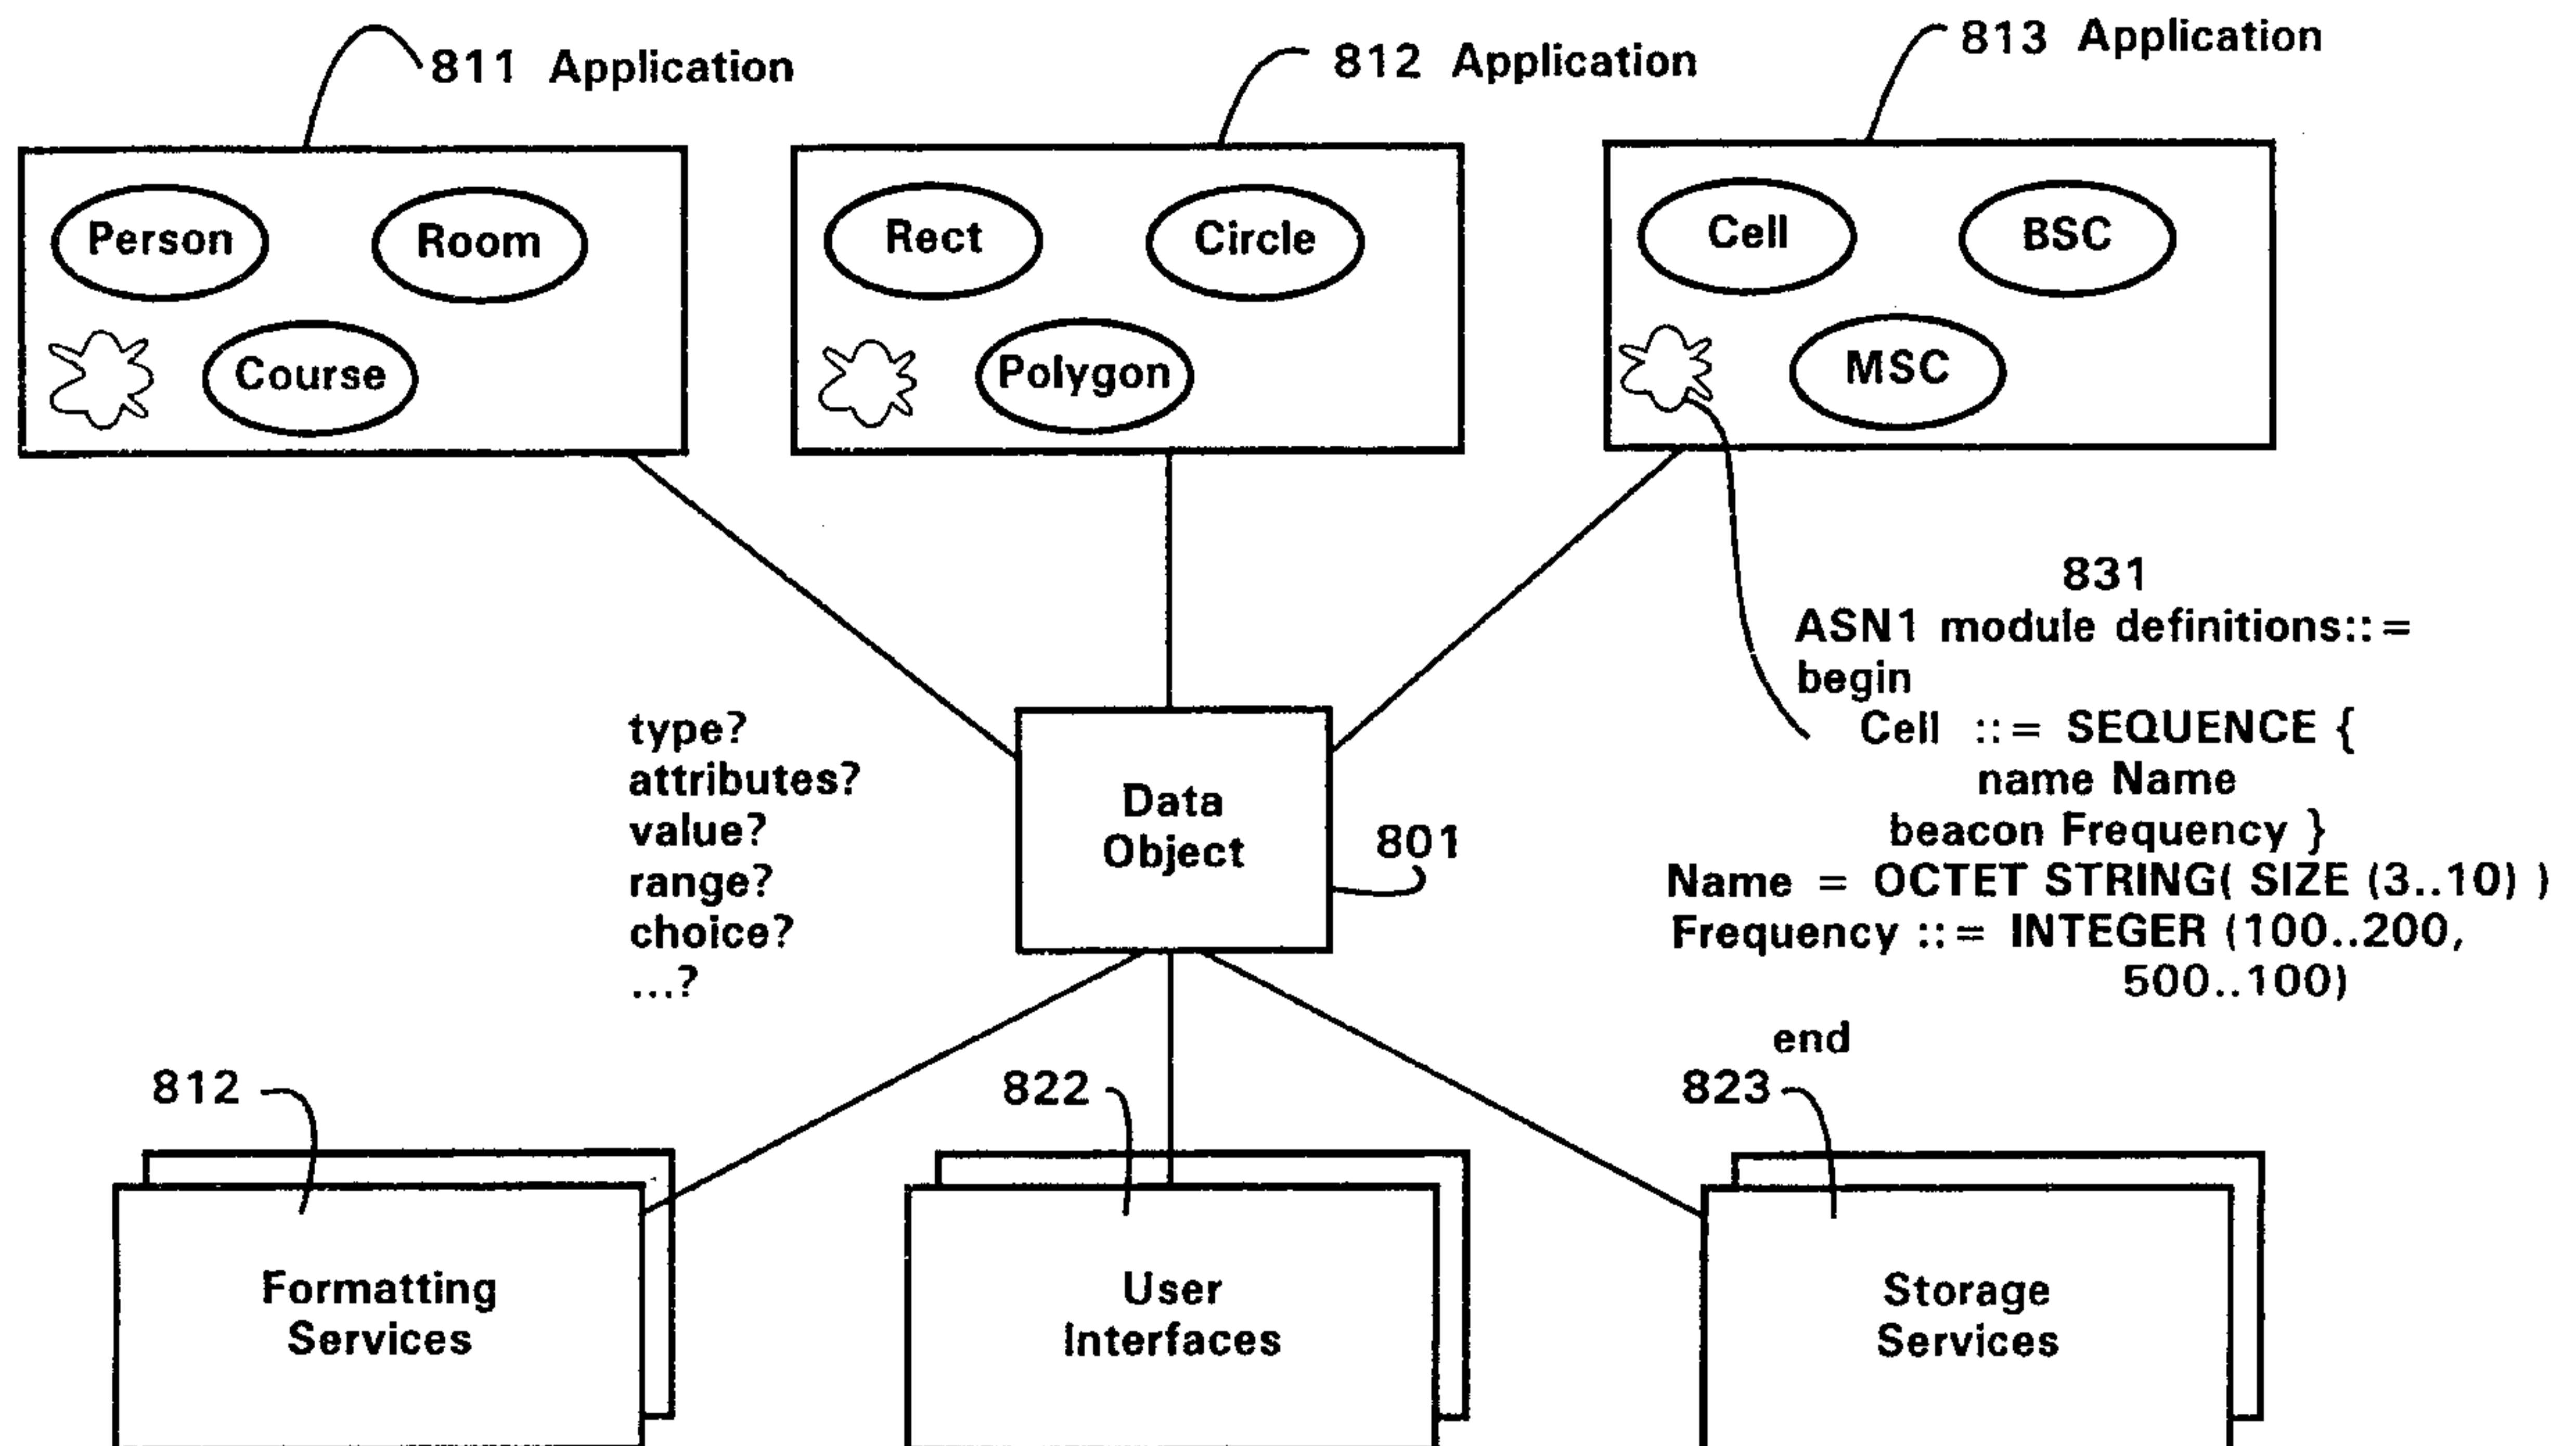 811 Application
812 Application
813 Application
Person
Room
Course
Rect
Circle
Polygon
Cell
BSC
MSC
831
ASN1 module definitions::=
begin
Cell ::= SEQUENCE {
name Name
beacon Frequency }
Name = OCTET STRING( SIZE (3..10) )
Frequency ::= INTEGER (100..200,
500..100)
end
type?
attributes?
value?
range?
choice?
...?
Data
Object
801
812
822
823
Formatting
Services
User
Interfaces
Storage
Services